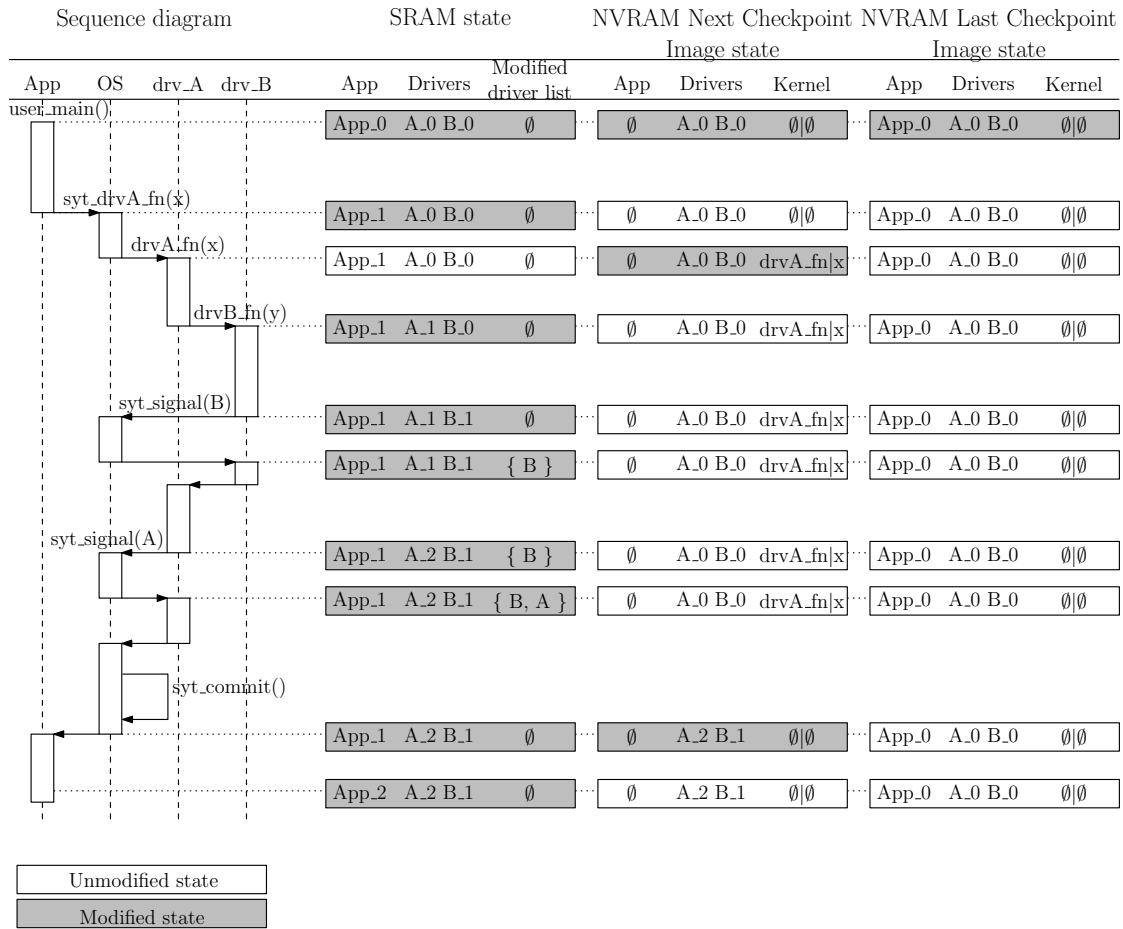 Sequence diagram SRAM state NVRAM Next Checkpoint NVRAM Last Checkpoint
Image state Image state
App OS drv_A drv_B App Drivers Modified driver list App Drivers Kernel App Drivers Kernel
user_main()
App_0 A_0 B_0 ∅ ∅ A_0 B_0 ∅|∅ App_0 A_0 B_0 ∅|∅
syt_drvA_fn(x)
App_1 A_0 B_0 ∅ ∅ A_0 B_0 ∅|∅ App_0 A_0 B_0 ∅|∅
drvA_fn(x)
App_1 A_0 B_0 ∅ ∅ A_0 B_0 drvA_fn|x App_0 A_0 B_0 ∅|∅
drvB_fn(y)
App_1 A_1 B_0 ∅ ∅ A_0 B_0 drvA_fn|x App_0 A_0 B_0 ∅|∅
syt_signal(B)
App_1 A_1 B_1 ∅ ∅ A_0 B_0 drvA_fn|x App_0 A_0 B_0 ∅|∅
App_1 A_1 B_1 { B } ∅ A_0 B_0 drvA_fn|x App_0 A_0 B_0 ∅|∅
syt_signal(A)
App_1 A_2 B_1 { B } ∅ A_0 B_0 drvA_fn|x App_0 A_0 B_0 ∅|∅
App_1 A_2 B_1 { B, A } ∅ A_0 B_0 drvA_fn|x App_0 A_0 B_0 ∅|∅
syt_commit()
App_1 A_2 B_1 ∅ ∅ A_2 B_1 ∅|∅ App_0 A_0 B_0 ∅|∅
App_2 A_2 B_1 ∅ ∅ A_2 B_1 ∅|∅ App_0 A_0 B_0 ∅|∅
Unmodified state
Modified state